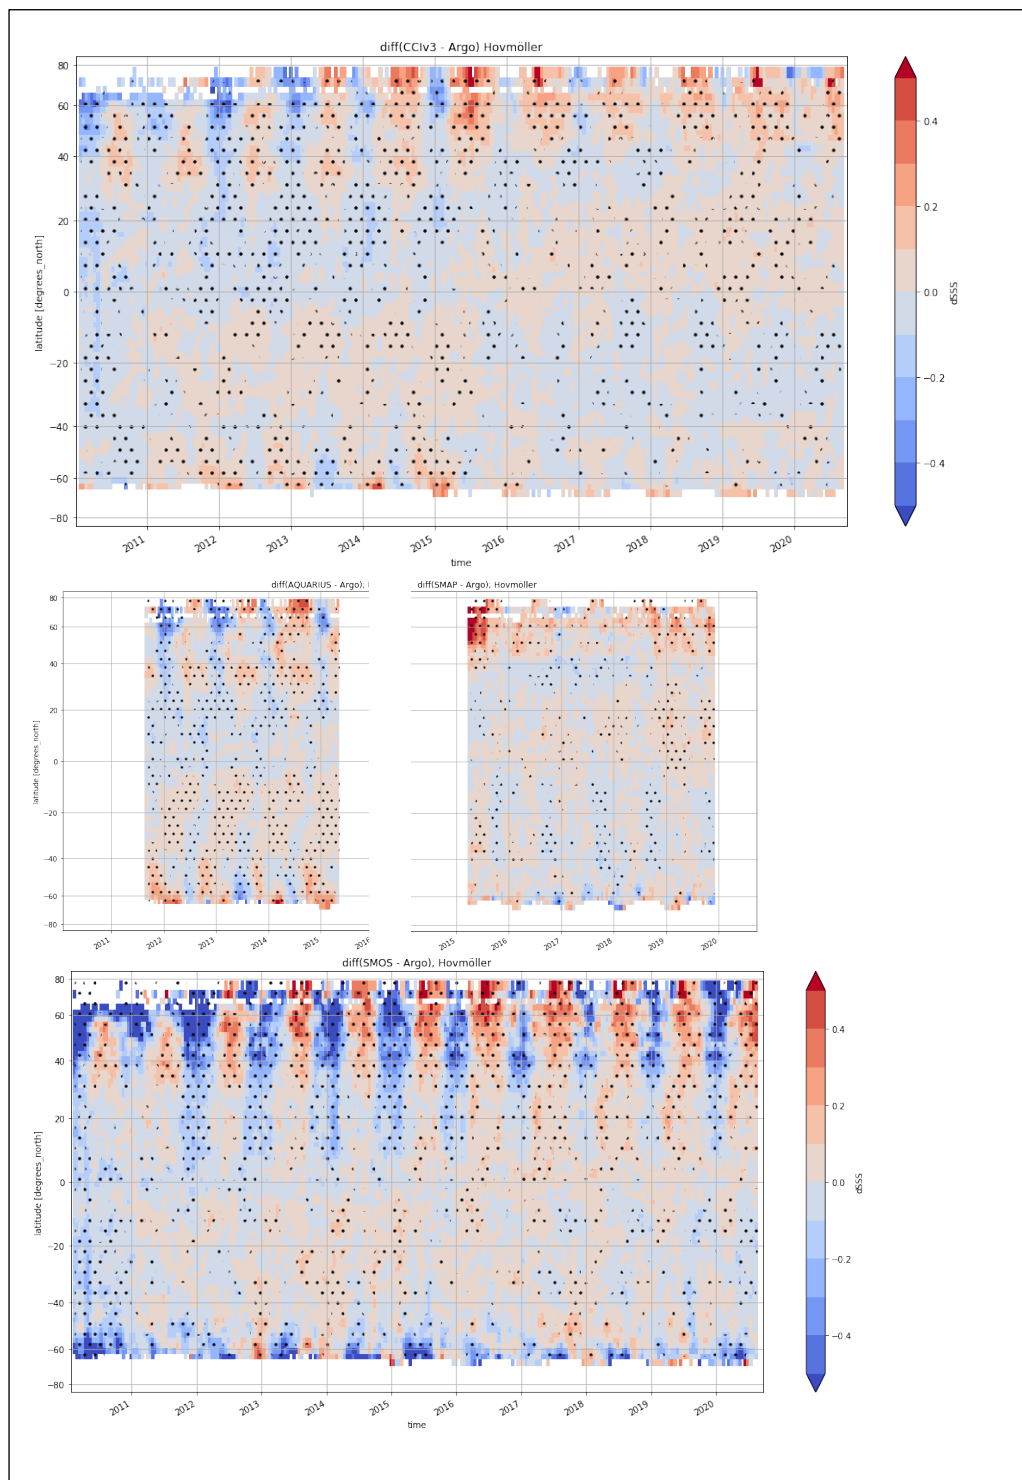 diff(CCIv3 - Argo) Hovmöller
80
60
40
20
0
−20
−40
−60
−80
latitude [degrees_north]
2011 2012 2013 2014 2015 2016 2017 2018 2019 2020
time
0.4
0.2
0.0
−0.2
−0.4
dSSS
diff(AQUARIUS - Argo),
80
60
40
20
0
−20
−40
−60
−80
latitude [degrees_north]
2011 2012 2013 2014 2015 2016
diff(SMAP - Argo), Hovmöller
2015 2016 2017 2018 2019 2020
diff(SMOS - Argo), Hovmöller
80
60
40
20
0
−20
−40
−60
−80
latitude [degrees_north]
2011 2012 2013 2014 2015 2016 2017 2018 2019 2020
time
0.4
0.2
0.0
−0.2
−0.4
dSSS